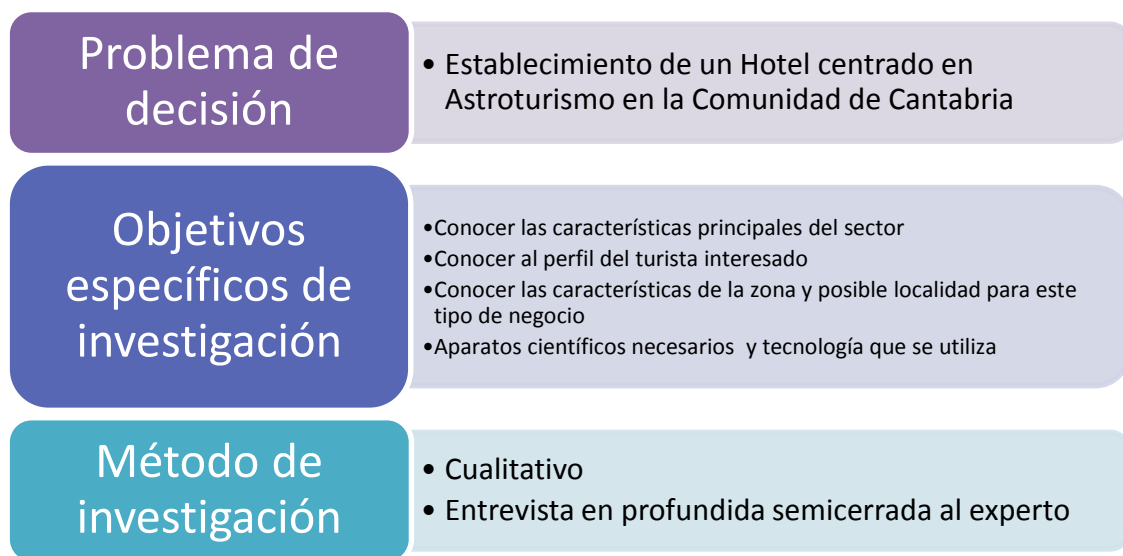 Problema de
decisión
• Establecimiento de un Hotel centrado en
Astroturismo en la Comunidad de Cantabria
Objetivos
específicos de
investigación
•Conocer las características principales del sector
•Conocer al perfil del turista interesado
•Conocer las características de la zona y posible localidad para este
tipo de negocio
•Aparatos científicos necesarios y tecnología que se utiliza
Método de
investigación
• Cualitativo
• Entrevista en profundida semicerrada al experto